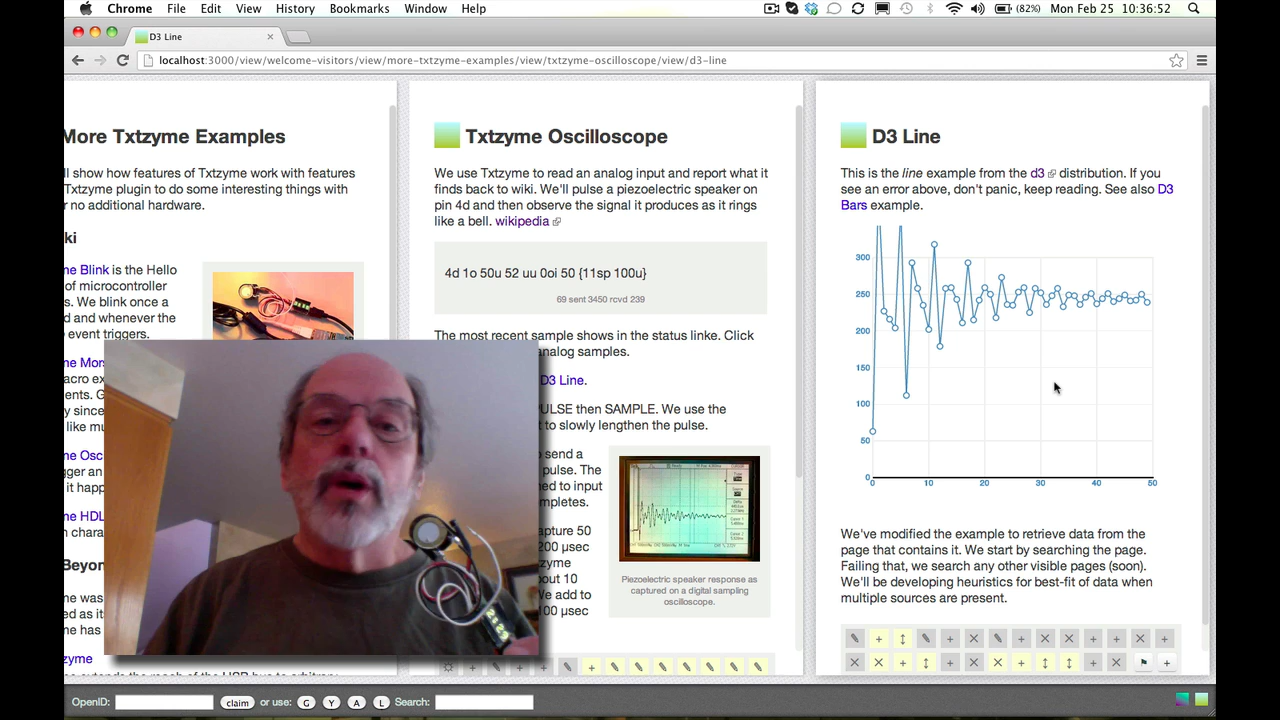 Chrome File Edit View History Bookmarks Window Help
(82%) Mon Feb 25 10:36:52
D3 Line
localhost:3000/view/welcome-visitors/view/more-txtzyme-examples/view/txtzyme-oscilloscope/view/d3-line
More Txtzyme Examples
ll show how features of Txtzyme work with features
Txtzyme plugin to do some interesting things with
r no additional hardware.
ki
ne Blink is the Hello
of microcontroller
s. We blink once a
d and whenever the
event triggers.
ne Mors
acro ex
ents. G
y since
like mu
ne Osc
gger an
it happ
ne HDL
n chara
Beyon
ne was
ed as it
ne has
zyme
Txtzyme Oscilloscope
We use Txtzyme to read an analog input and report what it
finds back to wiki. We'll pulse a piezoelectric speaker on
pin 4d and then observe the signal it produces as it rings
like a bell. wikipedia
4d 1o 50u 52 uu 0oi 50 {11sp 100u}
69 sent 3450 rcvd 239
The most recent sample shows in the status linke. Click
analog samples.
D3 Line.
PULSE then SAMPLE. We use the
t to slowly lengthen the pulse.
o send a
pulse. The
ned to input
mpletes.
apture 50
200 µsec
zyme
bout 10
We add to
100 µsec
Piezoelectric speaker response as
captured on a digital sampling
oscilloscope.
D3 Line
This is the line example from the d3 distribution. If you
see an error above, don't panic, keep reading. See also D3
Bars example.
300
250
200
150
100
50
0
0 10 20 30 40 50
We've modified the example to retrieve data from the
page that contains it. We start by searching the page.
Failing that, we search any other visible pages (soon).
We'll be developing heuristics for best-fit of data when
multiple sources are present.
OpenID: claim or use: G Y A L Search: